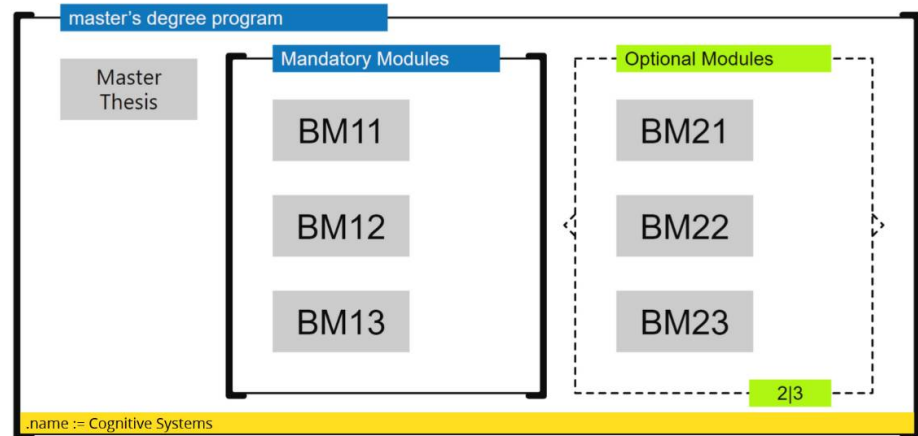 master's degree program
Master
Thesis
Mandatory Modules
BM11
BM12
BM13
Optional Modules
BM21
BM22
BM23
2|3
.name := Cognitive Systems